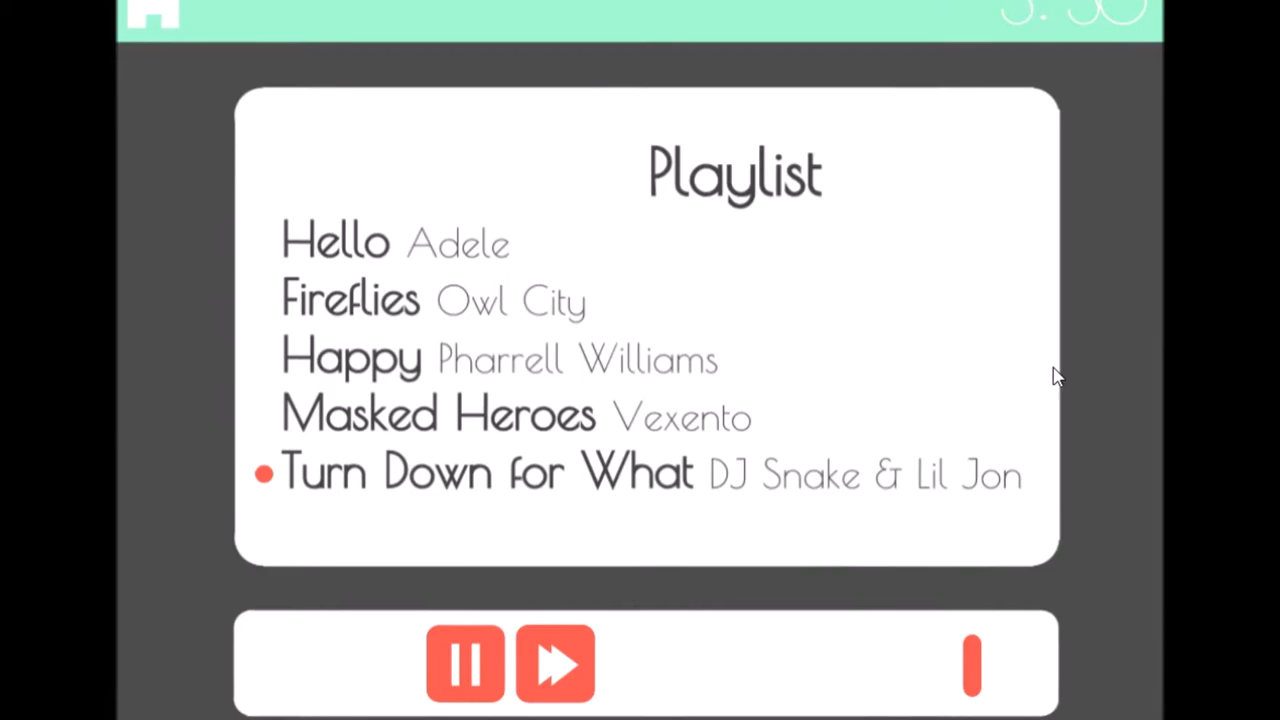 Playlist
Hello Adele
Fireflies Owl City
Happy Pharrell Williams
Masked Heroes Vexento
Turn Down for What DJ Snake & Lil Jon